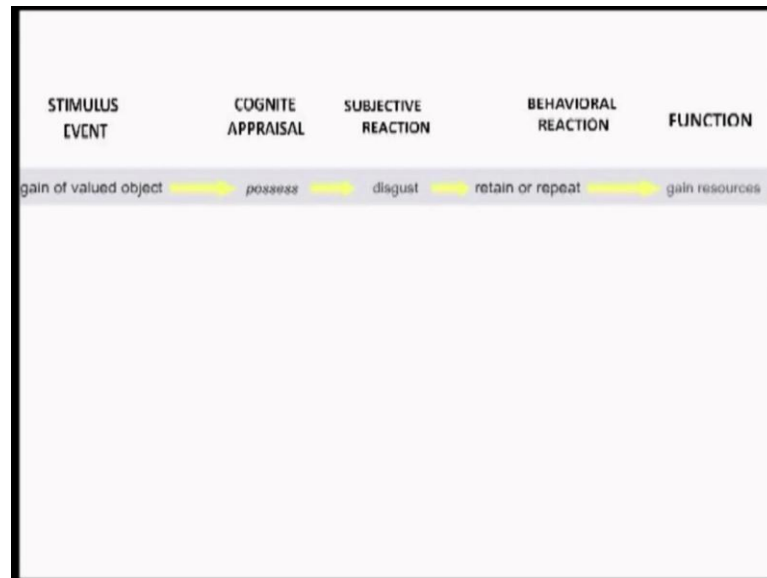 STIMULUS EVENT
COGNITE APPRAISAL
SUBJECTIVE REACTION
BEHAVIORAL REACTION
FUNCTION
gain of valued object possess disgust retain or repeat gain resources